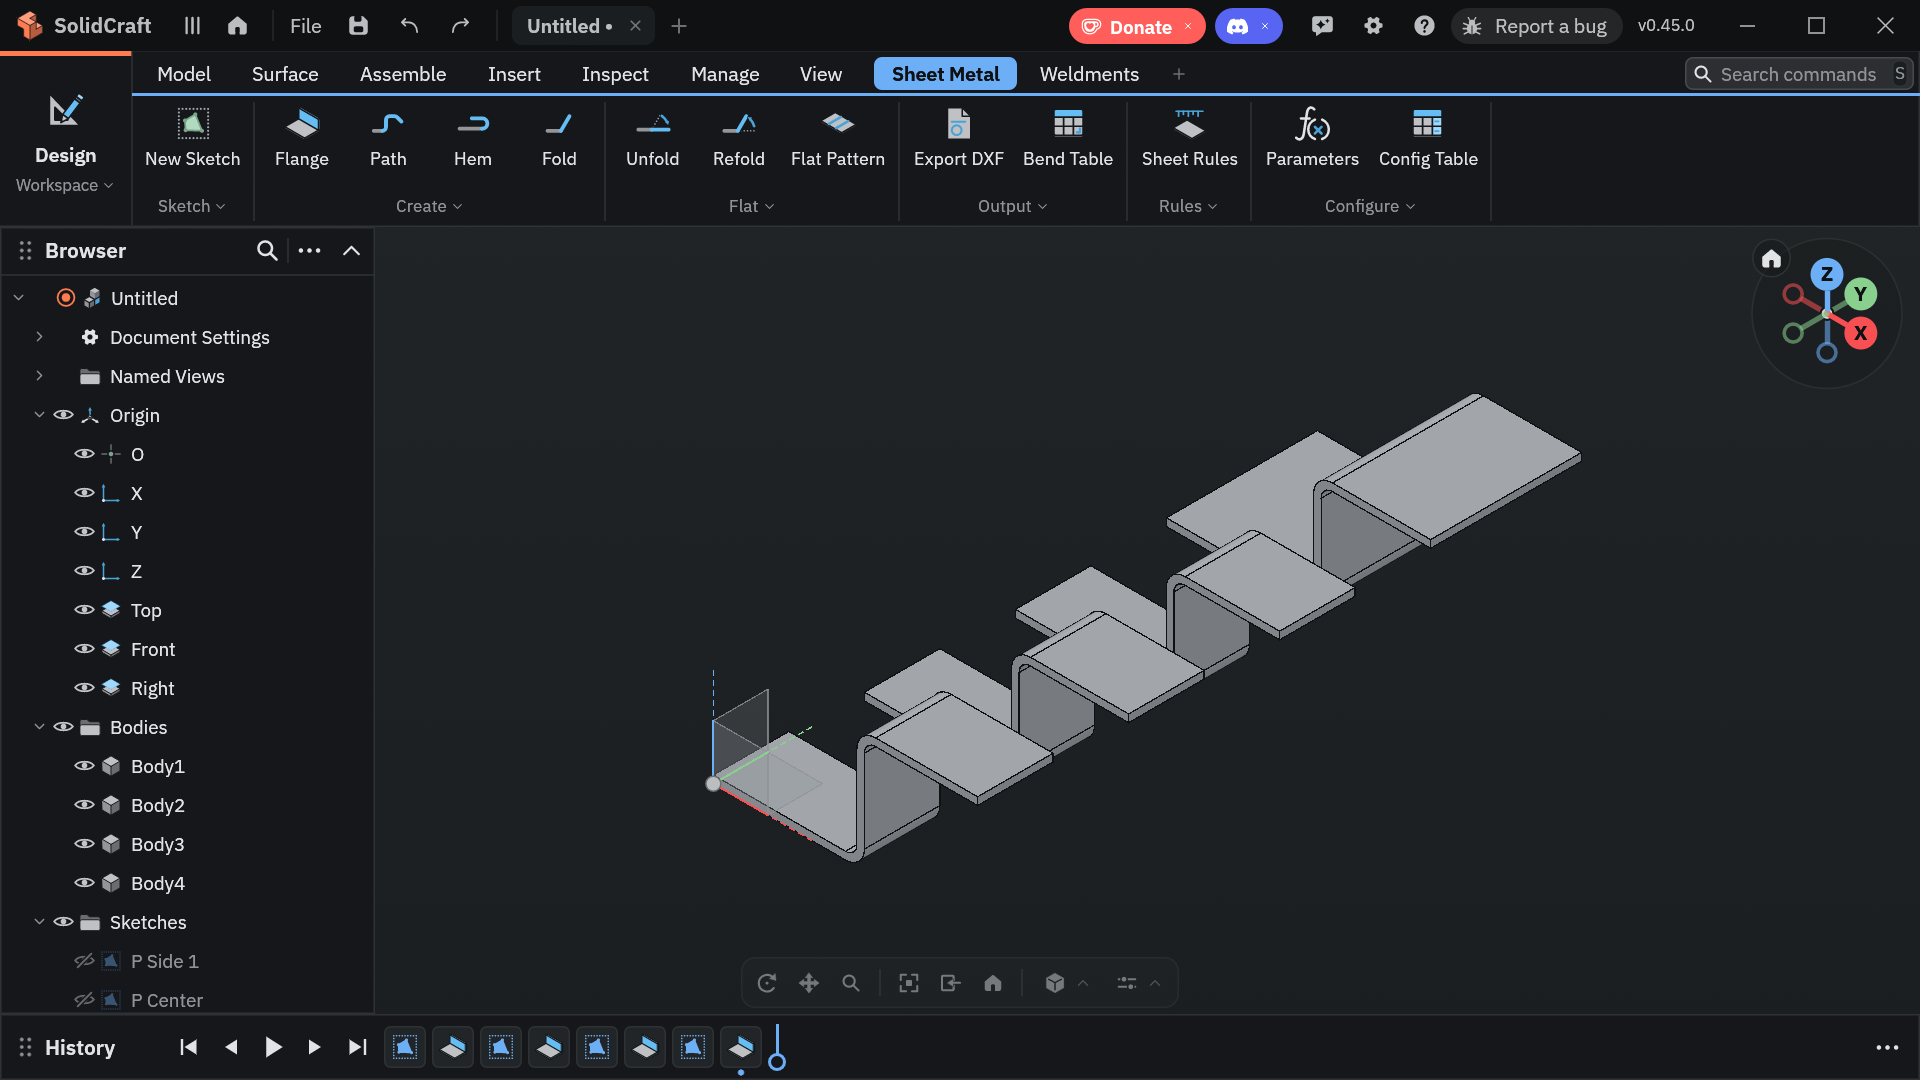 SolidCraft File Untitled • Donate Report a bug v0.45.0
Model Surface Assemble Insert Inspect Manage View Sheet Metal Weldments Search commands S
Design
Workspace
New Sketch Flange Path Hem Fold Unfold Refold Flat Pattern Export DXF Bend Table Sheet Rules Parameters Config Table
Sketch Create Flat Output Rules Configure
Browser
Untitled
Document Settings
Named Views
Origin
O
X
Y
Z
Top
Front
Right
Bodies
Body1
Body2
Body3
Body4
Sketches
P Side 1
P Center
Z
Y
X
History